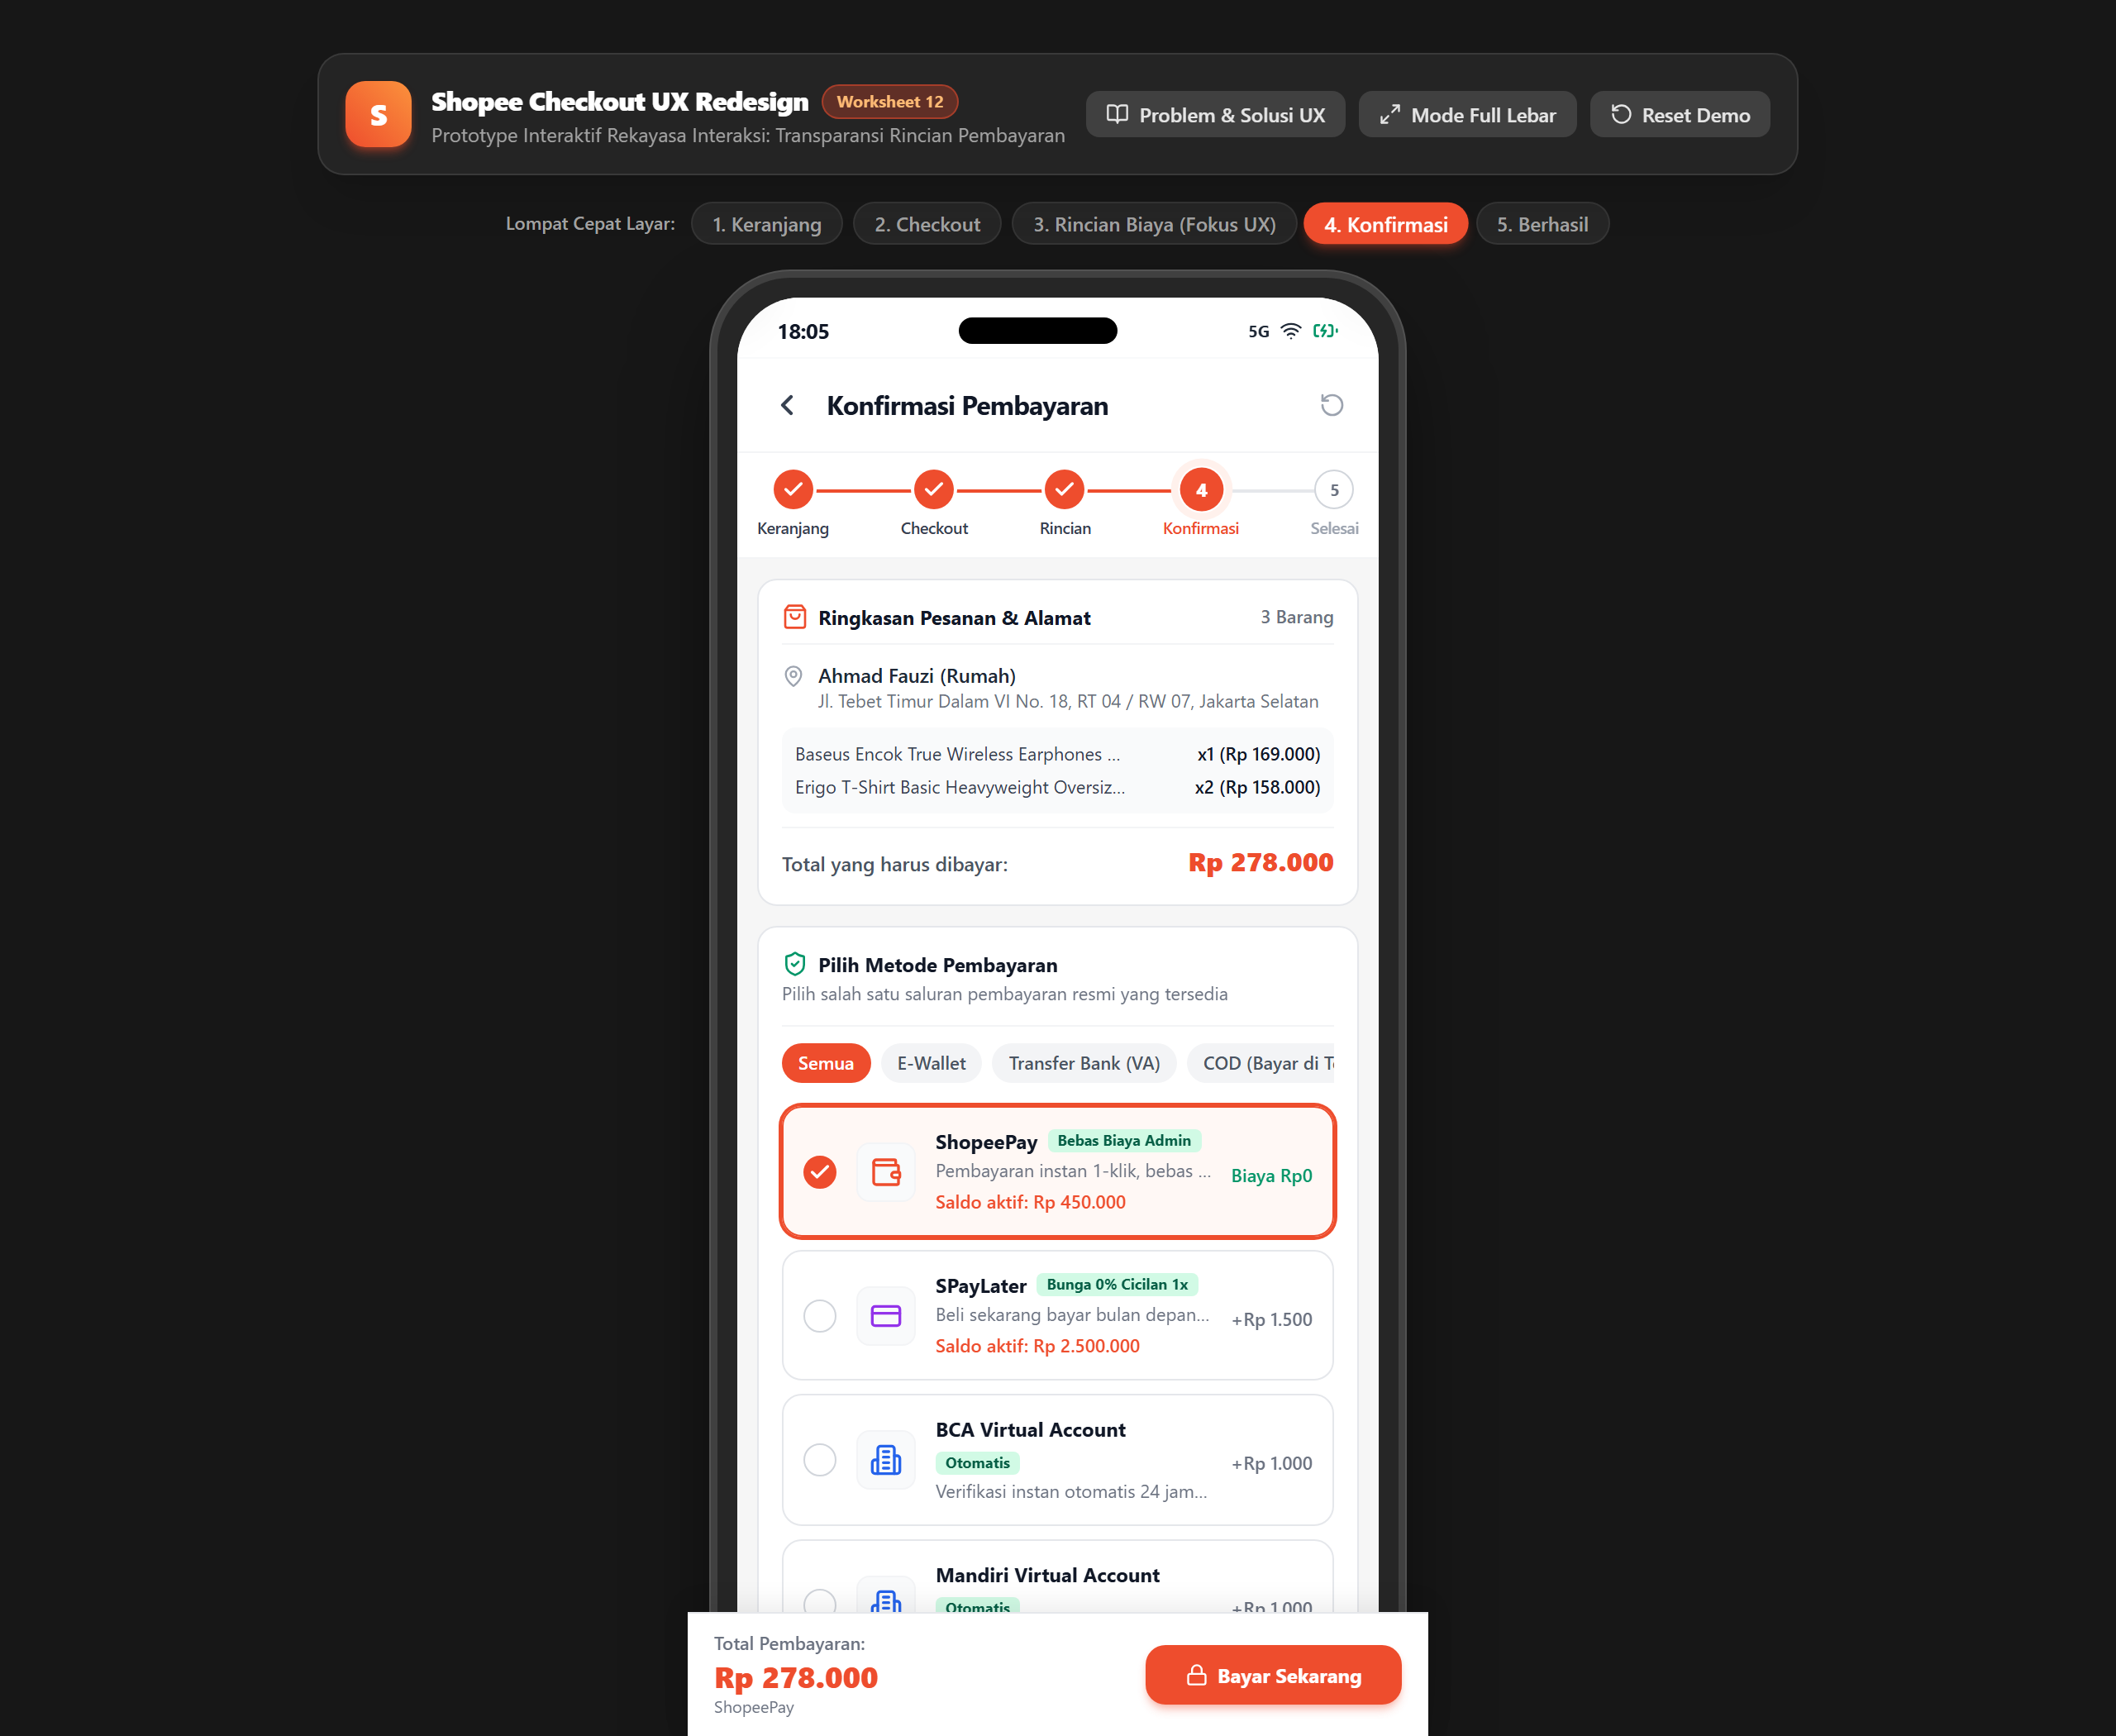 S
Shopee Checkout UX Redesign Worksheet 12
Prototype Interaktif Rekayasa Interaksi: Transparansi Rincian Pembayaran
Problem & Solusi UX
Mode Full Lebar
Reset Demo
Lompat Cepat Layar: 1. Keranjang 2. Checkout 3. Rincian Biaya (Fokus UX) 4. Konfirmasi 5. Berhasil
18:05 5G
Konfirmasi Pembayaran
4 5
Keranjang Checkout Rincian Konfirmasi Selesai
Ringkasan Pesanan & Alamat 3 Barang
Ahmad Fauzi (Rumah)
Jl. Tebet Timur Dalam VI No. 18, RT 04 / RW 07, Jakarta Selatan
Baseus Encok True Wireless Earphones ... x1 (Rp 169.000)
Erigo T-Shirt Basic Heavyweight Oversiz... x2 (Rp 158.000)
Total yang harus dibayar: Rp 278.000
Pilih Metode Pembayaran
Pilih salah satu saluran pembayaran resmi yang tersedia
Semua E-Wallet Transfer Bank (VA) COD (Bayar di T
ShopeePay Bebas Biaya Admin
Pembayaran instan 1-klik, bebas ... Biaya Rp0
Saldo aktif: Rp 450.000
SPayLater Bunga 0% Cicilan 1x
Beli sekarang bayar bulan depan... +Rp 1.500
Saldo aktif: Rp 2.500.000
BCA Virtual Account
Otomatis +Rp 1.000
Verifikasi instan otomatis 24 jam...
Mandiri Virtual Account
Otomatis +Rp 1.000
Total Pembayaran:
Rp 278.000
ShopeePay
Bayar Sekarang